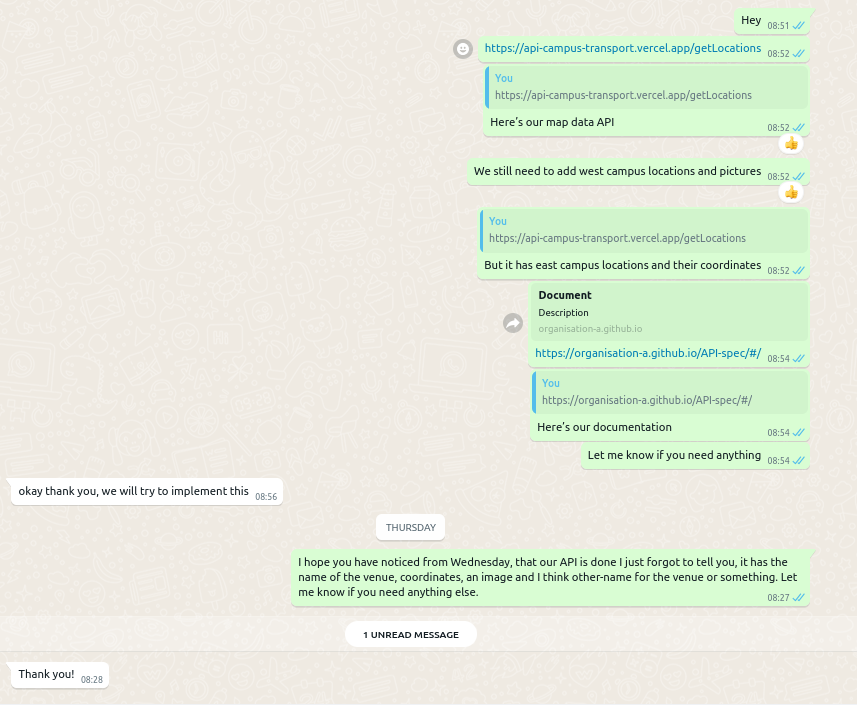 Hey 08:51
https://api-campus-transport.vercel.app/getLocations 08:52
You
https://api-campus-transport.vercel.app/getLocations
Here's our map data API 08:52
We still need to add west campus locations and pictures 08:52
You
https://api-campus-transport.vercel.app/getLocations
But it has east campus locations and their coordinates 08:52
Document
Description
organisation-a.github.io
https://organisation-a.github.io/API-spec/#/ 08:54
You
https://organisation-a.github.io/API-spec/#/
Here's our documentation 08:54
Let me know if you need anything 08:54
okay thank you, we will try to implement this 08:56
THURSDAY
I hope you have noticed from Wednesday, that our API is done I just forgot to tell you, it has the
name of the venue, coordinates, an image and I think other-name for the venue or something. Let
me know if you need anything else. 08:27
1 UNREAD MESSAGE
Thank you! 08:28